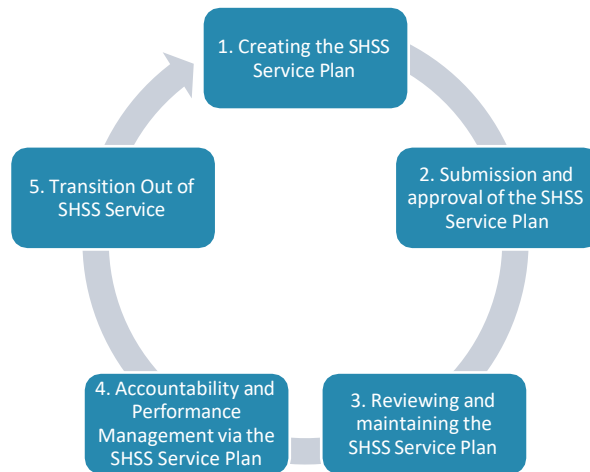 1. Creating the SHSS
Service Plan
2. Submission and
approval of the SHSS
Service Plan
3. Reviewing and
maintaining the
SHSS Service Plan
4. Accountability and
Performance
Management via the
SHSS Service Plan
5. Transition Out of
SHSS Service